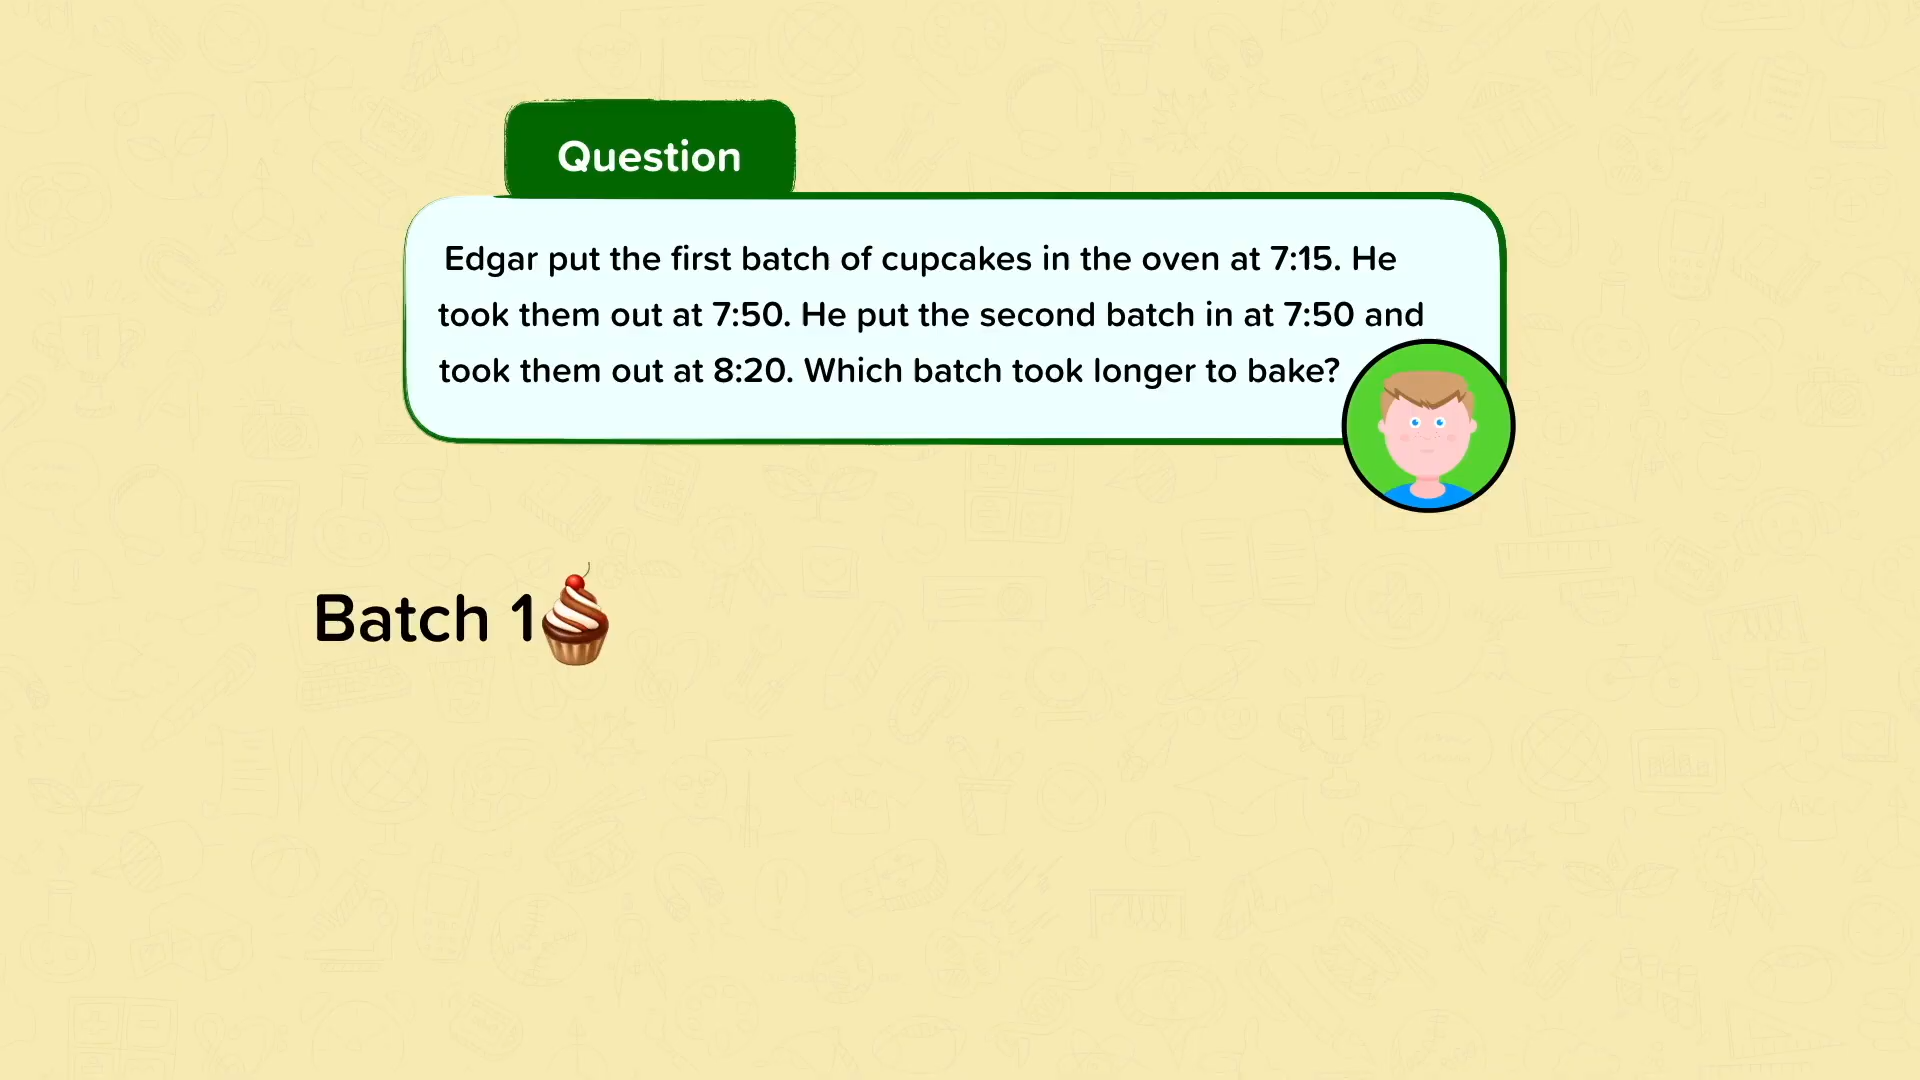 Question
Edgar put the first batch of cupcakes in the oven at 7:15. He
took them out at 7:50. He put the second batch in at 7:50 and
took them out at 8:20. Which batch took longer to bake?
Batch 1